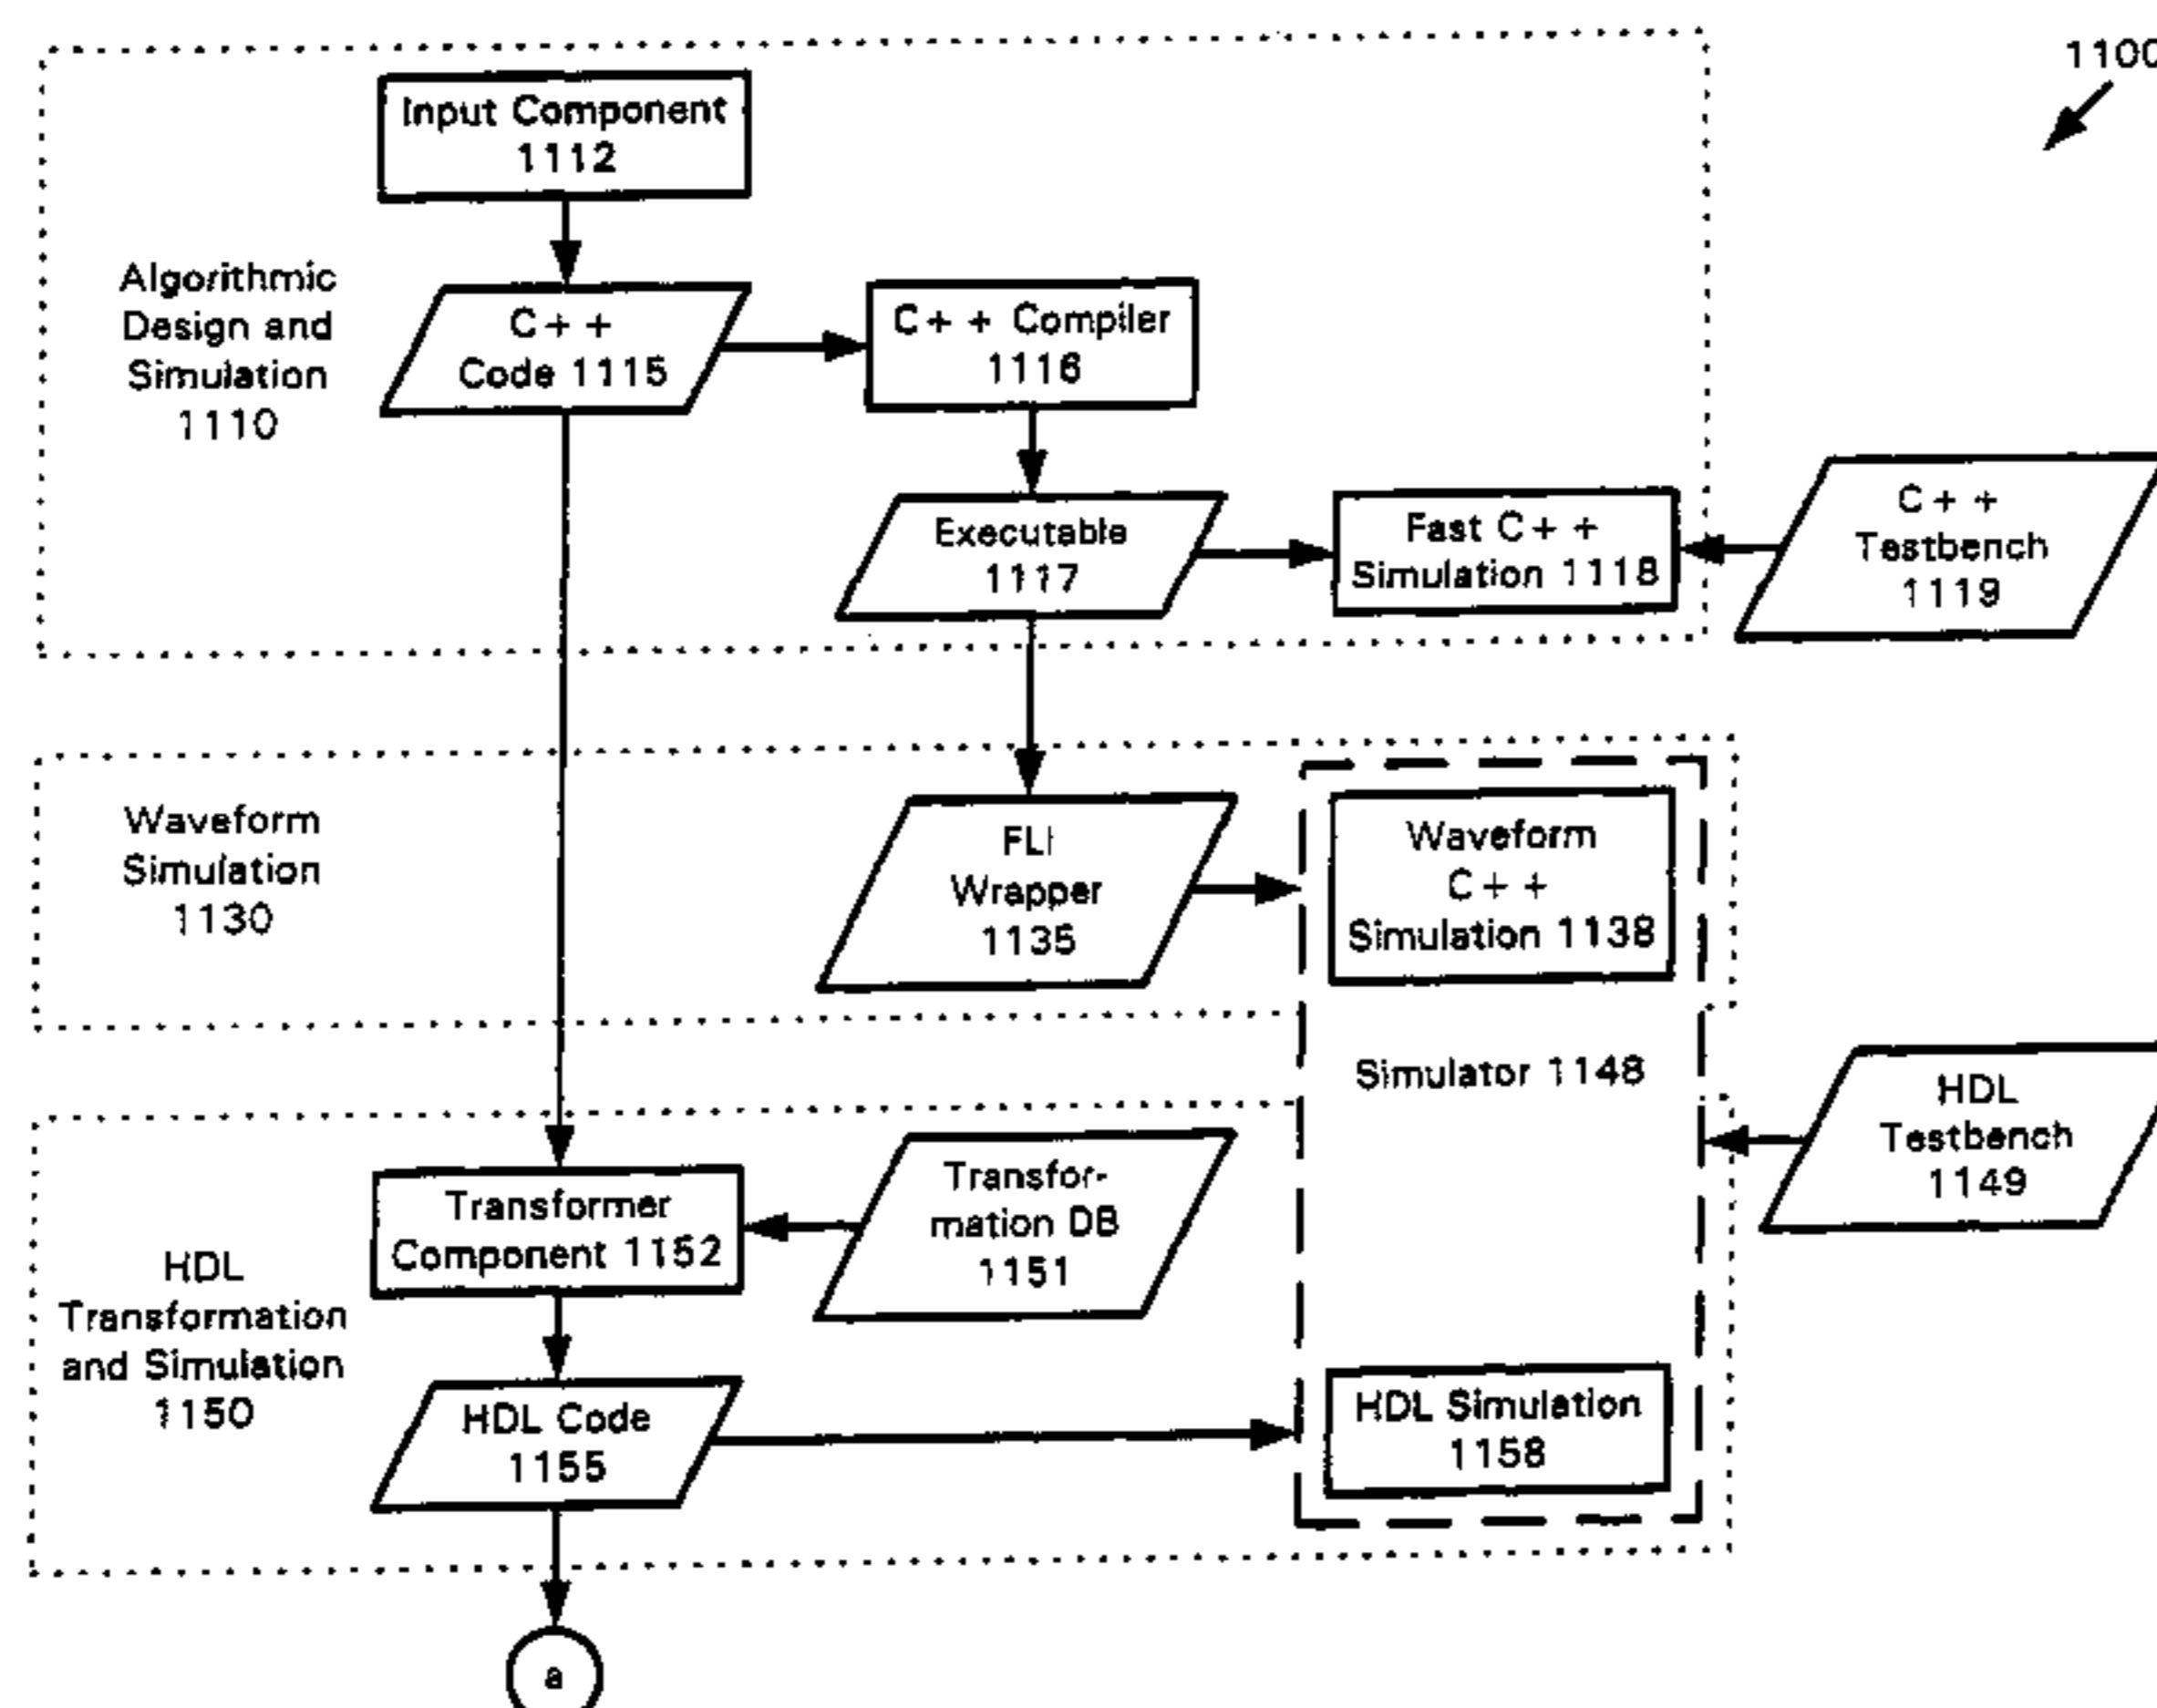 1100
Input Component
1112
Algorithmic
Design and
Simulation
1110
C++
Code 1115
C++ Compiler
1116
Executable
1117
Fast C++
Simulation 1118
C++
Testbench
1119
Waveform
Simulation
1130
FLI
Wrapper
1135
Waveform
C++
Simulation 1138
Simulator 1148
HDL
Testbench
1149
Transformer
Component 1152
Transfor-
mation DB
1151
HDL
Transformation
and Simulation
1150
HDL Code
1155
HDL Simulation
1158
a